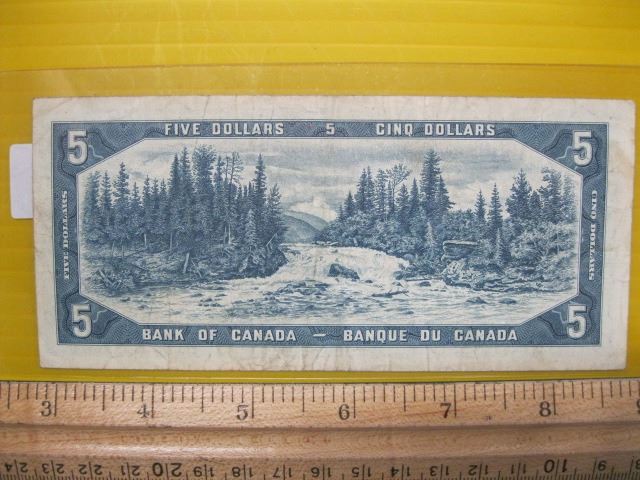 FIVE DOLLARS 5 CINQ DOLLARS
5 5
FIVE DOLLARS
CINQ DOLLARS
5 5
BANK OF CANADA — BANQUE DU CANADA
3 4 5 6 7 8 9